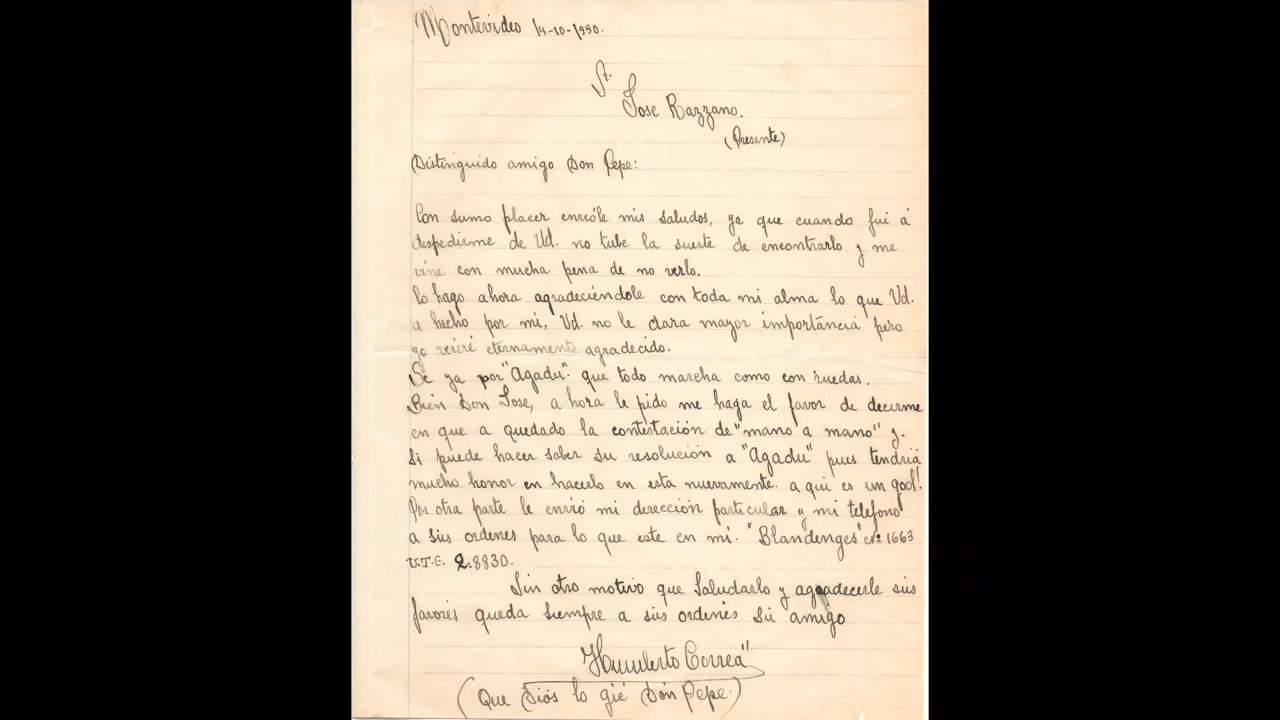 Montevideo 14-10-1950.
Sr.
Jose Razzano.
(Presente)
Distinguido amigo Don Pepe:
Con sumo placer envióle mis saludos, ya que cuando fui á
despedirme de Ud. no tube la suerte de encontrarlo y me
vine con mucha pena de no verlo.
lo hago ahora agradeciéndole con toda mi alma lo que Ud.
a hecho por mi, Ud. no le dara mayor importáncia pero
yo viviré eternamente agradecido.
Se ya por "Agadu". que todo marcha como con ruedas.
Bien Don Jose, a hora le pido me haga el favor de decirme
en que a quedado la contestación de "mano a mano" y.
si puede hacer saber su resolución a "Agadu" pues tendriá
mucho honor en hacerlo en esta nuevamente. a qui es un gool!
Por otra parte le envió mi derección particular y mi telefono
a sus ordenes para lo que este en mi. "Blandenges" Nº 1663
U.T.E. 2.8830.
Sin otro motivo que Saludarlo y agradecerle sus
favores queda siempre a sus ordenes su amigo
Humberto Correa"
(Que Dios lo gié Don Pepe.)